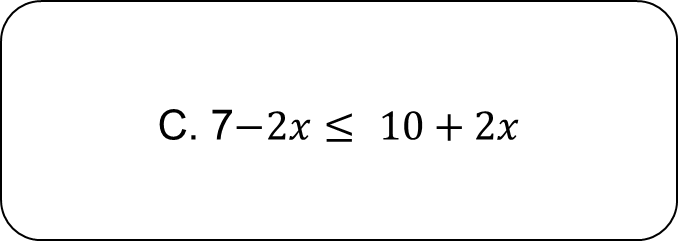 C. 7−2𝑥 ≤ 10 + 2𝑥